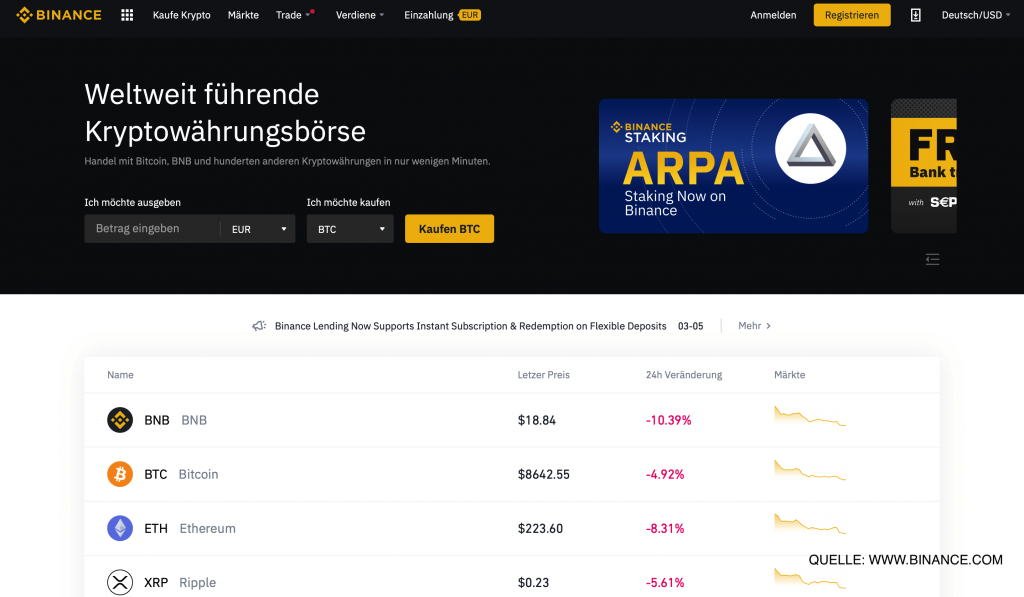 BINANCE Kaufe Krypto Märkte Trade Verdiene Einzahlung EUR Anmelden Registrieren Deutsch/USD
Weltweit führende
Kryptowährungsbörse
Handel mit Bitcoin, BNB und hunderten anderen Kryptowährungen in nur wenigen Minuten.
Ich möchte ausgeben Ich möchte kaufen
Betrag eingeben EUR BTC Kaufen BTC
BINANCE
STAKING
ARPA
Staking Now on
Binance
FR
Bank t
with S€P
Binance Lending Now Supports Instant Subscription & Redemption on Flexible Deposits 03-05 Mehr
Name Letzer Preis 24h Veränderung Märkte
BNB BNB $18.84 -10.39%
BTC Bitcoin $8642.55 -4.92%
ETH Ethereum $223.60 -8.31%
QUELLE: WWW.BINANCE.COM
XRP Ripple $0.23 -5.61%